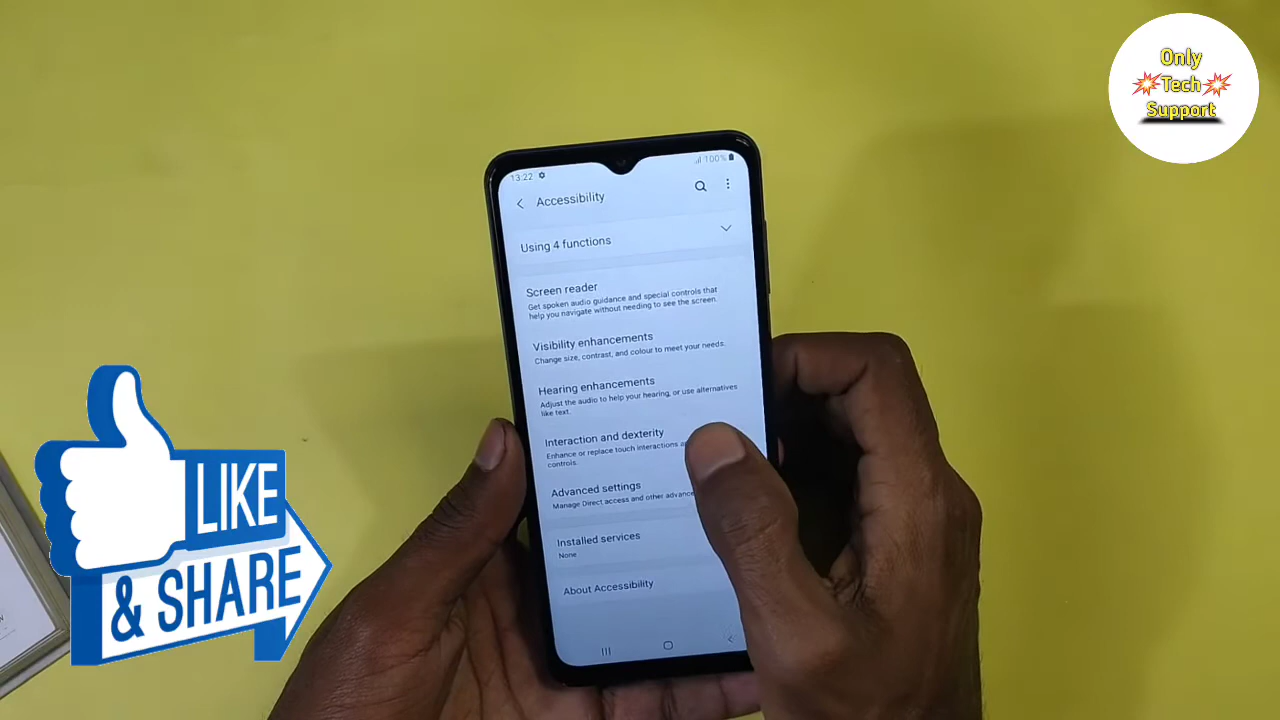 Only
Tech
Support
13:22
100%
Accessibility
Using 4 functions
Screen reader
Get spoken audio guidance and special controls that
help you navigate without needing to see the screen.
Visibility enhancements
Change size, contrast, and colour to meet your needs.
Hearing enhancements
Adjust the audio to help your hearing, or use alternatives
like text.
Interaction and dexterity
Enhance or replace touch interactions
controls.
Advanced settings
Manage Direct access and other
Installed services
None
About Accessibility
LIKE
& SHARE